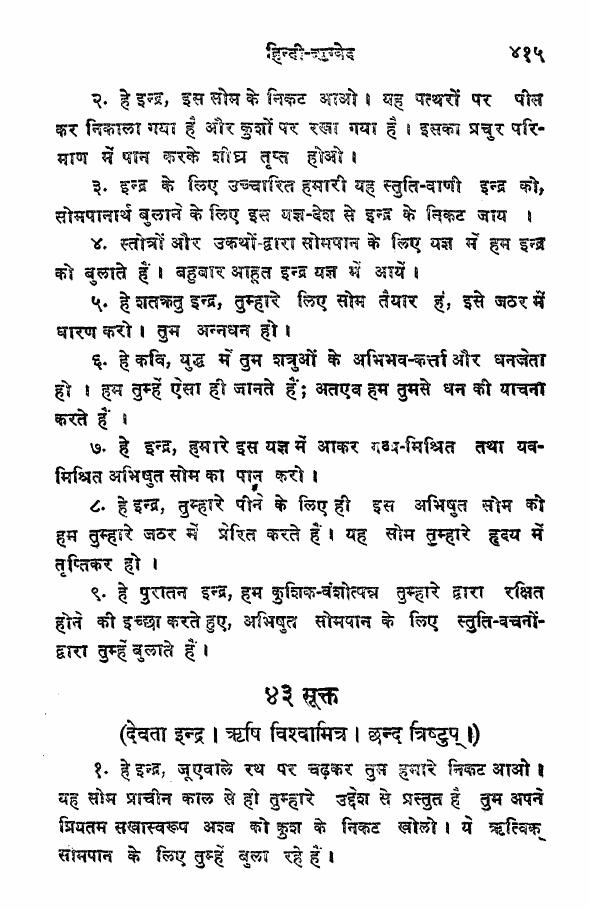 हिन्दी-ऋग्वेद ४१५
२. हे इन्द्र, इस सोम के निकट आओ। यह पत्थरों पर पीस
कर निकाला गया है और कुशों पर रखा गया है। इसका प्रचुर परि-
माण में पान करके शीघ्र तृप्त होओ।
३. इन्द्र के लिए उच्चारित हमारी यह स्तुति-वाणी इन्द्र को,
सोमपानार्थ बुलाने के लिए इस यज्ञ-देश से इन्द्र के निकट जाय ।
४. स्तोत्रों और उक्थों-द्वारा सोमपान के लिए यज्ञ में हम इन्द्र
को बुलाते हैं। बहुबार आहूत इन्द्र यज्ञ में आयें।
५. हे शतक्रतु इन्द्र, तुम्हारे लिए सोम तैयार हं, इसे जठर में
धारण करो। तुम अन्नधन हो।
६. हे कवि, युद्ध में तुम शत्रुओं के अभिभव-कर्त्ता और धनजेता
हो । हम तुम्हें ऐसा ही जानते हैं; अतएव हम तुमसे धन की याचना
करते हैं ।
७. हे इन्द्र, हमारे इस यज्ञ में आकर गव्य-मिश्रित तथा यव-
मिश्रित अभिषुत सोम का पान करो।
८. हे इन्द्र, तुम्हारे पीने के लिए ही इस अभिषुत सोम को
हम तुम्हारे जठर में प्रेरित करते हैं। यह सोम तुम्हारे हृदय में
तृप्तिकर हो ।
९. हे पुरातन इन्द्र, हम कुशिक-वंशोत्पन्न तुम्हारे द्वारा रक्षित
होने की इच्छा करते हुए, अभिषुत सोमपान के लिए स्तुति-वचनों-
द्वारा तुम्हें बुलाते हैं।
४३ सूक्त
(देवता इन्द्र। ऋषि विश्वामित्र। छन्द त्रिष्टुप्।)
१. हे इन्द्र, जूएवाले रथ पर चढ़कर तुम हमारे निकट आओ।
यह सोम प्राचीन काल से ही तुम्हारे उद्देश से प्रस्तुत है तुम अपने
प्रियतम सखास्वरूप अश्व को कुश के निकट खोलो। ये ऋत्विक्
सोमपान के लिए तुम्हें बुला रहे हैं।